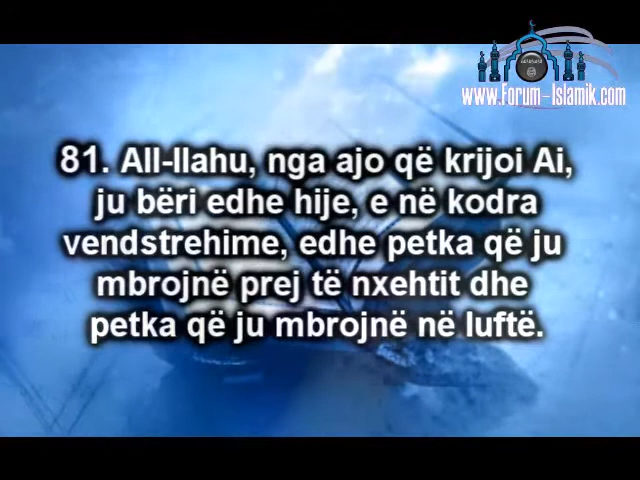 www.Forum-Islamik.com
81. All-llahu, nga ajo që krijoi Ai,
ju bëri edhe hije, e në kodra
vendstrehime, edhe petka që ju
mbrojnë prej të nxehtit dhe
petka që ju mbrojnë në luftë.